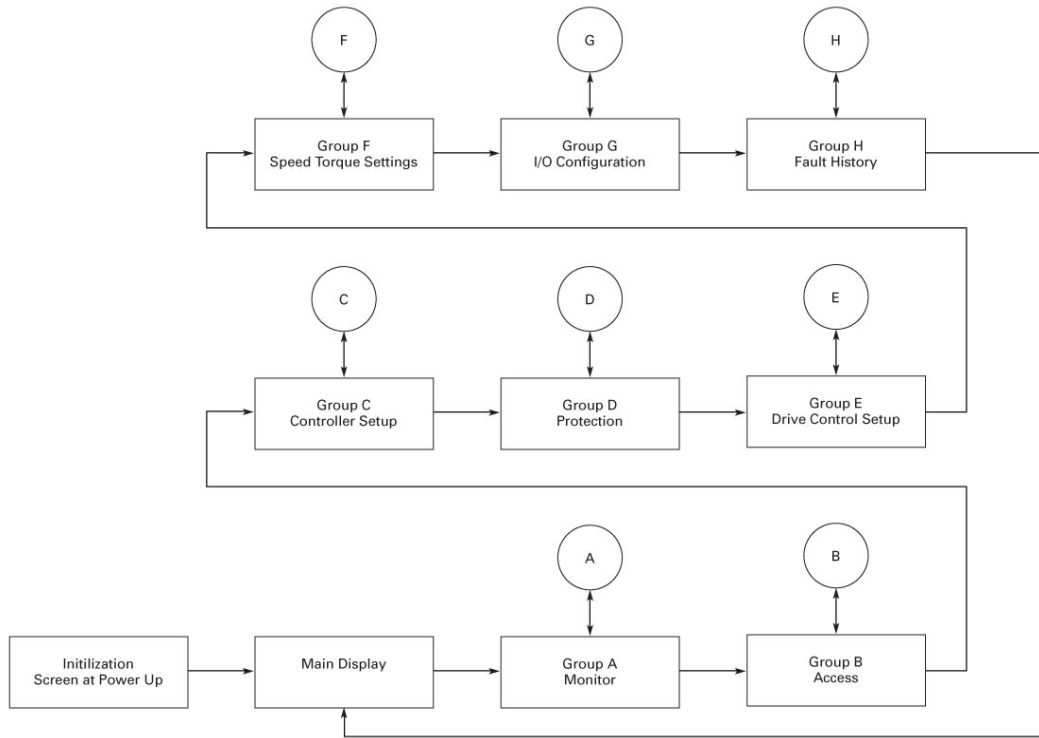 F
G
H
Group F
Speed Torque Settings
Group G
I/O Configuration
Group H
Fault History
C
D
E
Group C
Controller Setup
Group D
Protection
Group E
Drive Control Setup
A
B
Initilization
Screen at Power Up
Main Display
Group A
Monitor
Group B
Access